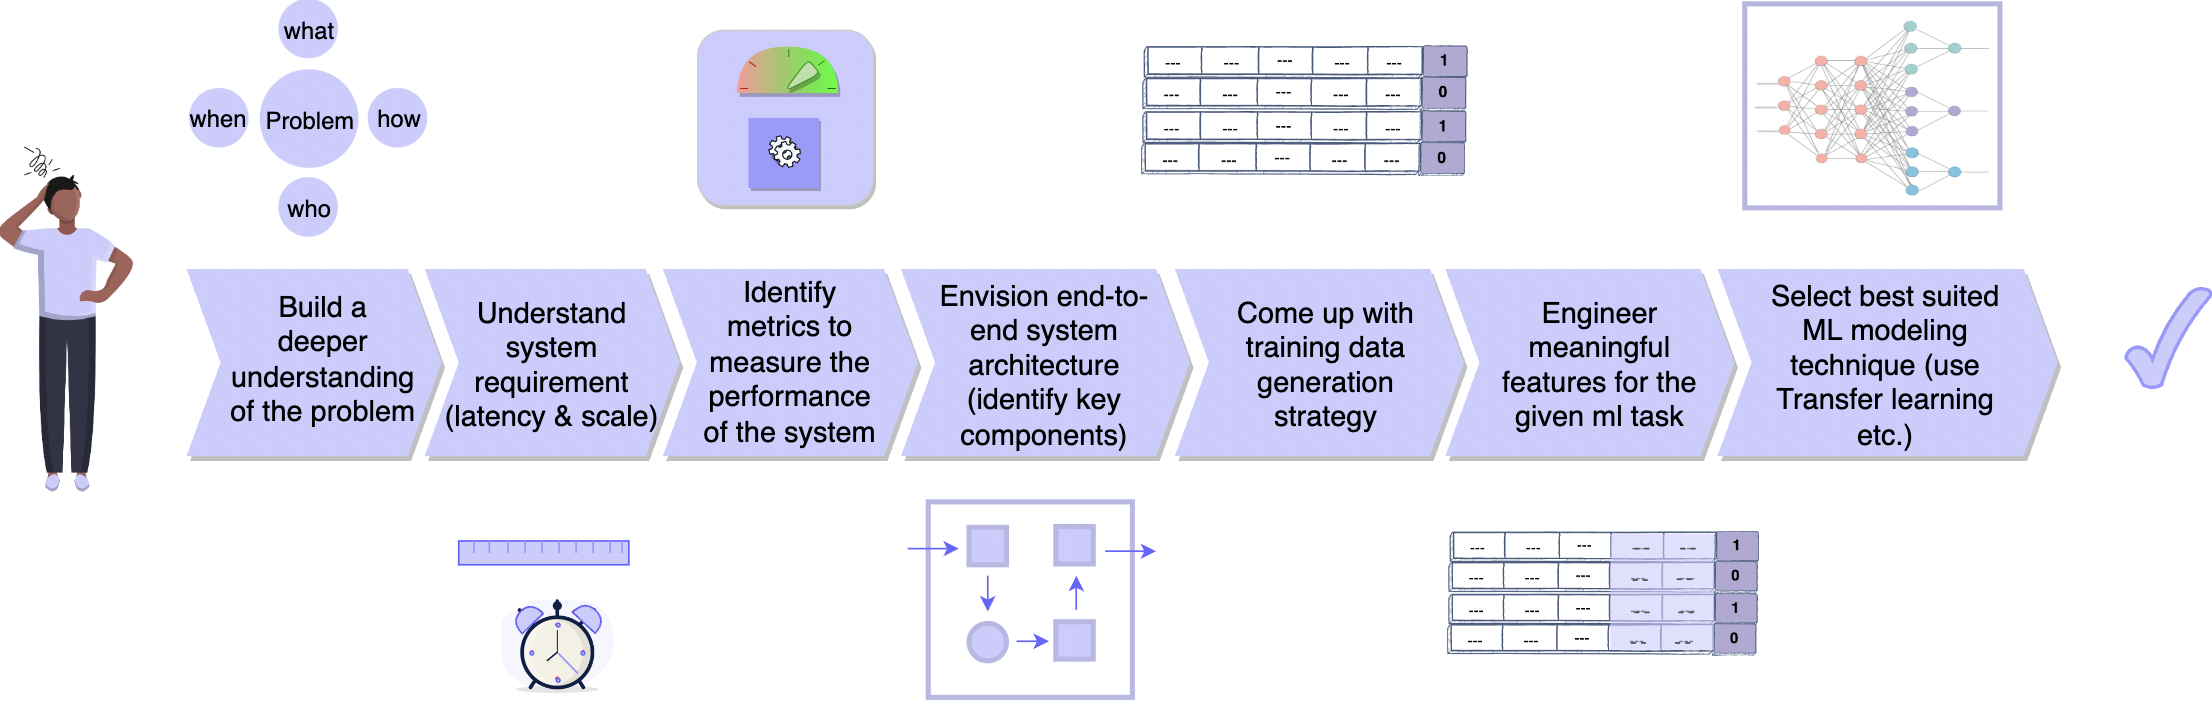 what
when
Problem
how
who
--- --- --- --- --- 1
--- --- --- --- --- 0
--- --- --- --- --- 1
--- --- --- --- --- 0
Build a
deeper
understanding
of the problem
Understand
system
requirement
(latency & scale)
Identify
metrics to
measure the
performance
of the system
Envision end-to-
end system
architecture
(identify key
components)
Come up with
training data
generation
strategy
Engineer
meaningful
features for the
given ml task
Select best suited
ML modeling
technique (use
Transfer learning
etc.)
--- --- --- --- --- 1
--- --- --- --- --- 0
--- --- --- --- --- 1
--- --- --- --- --- 0